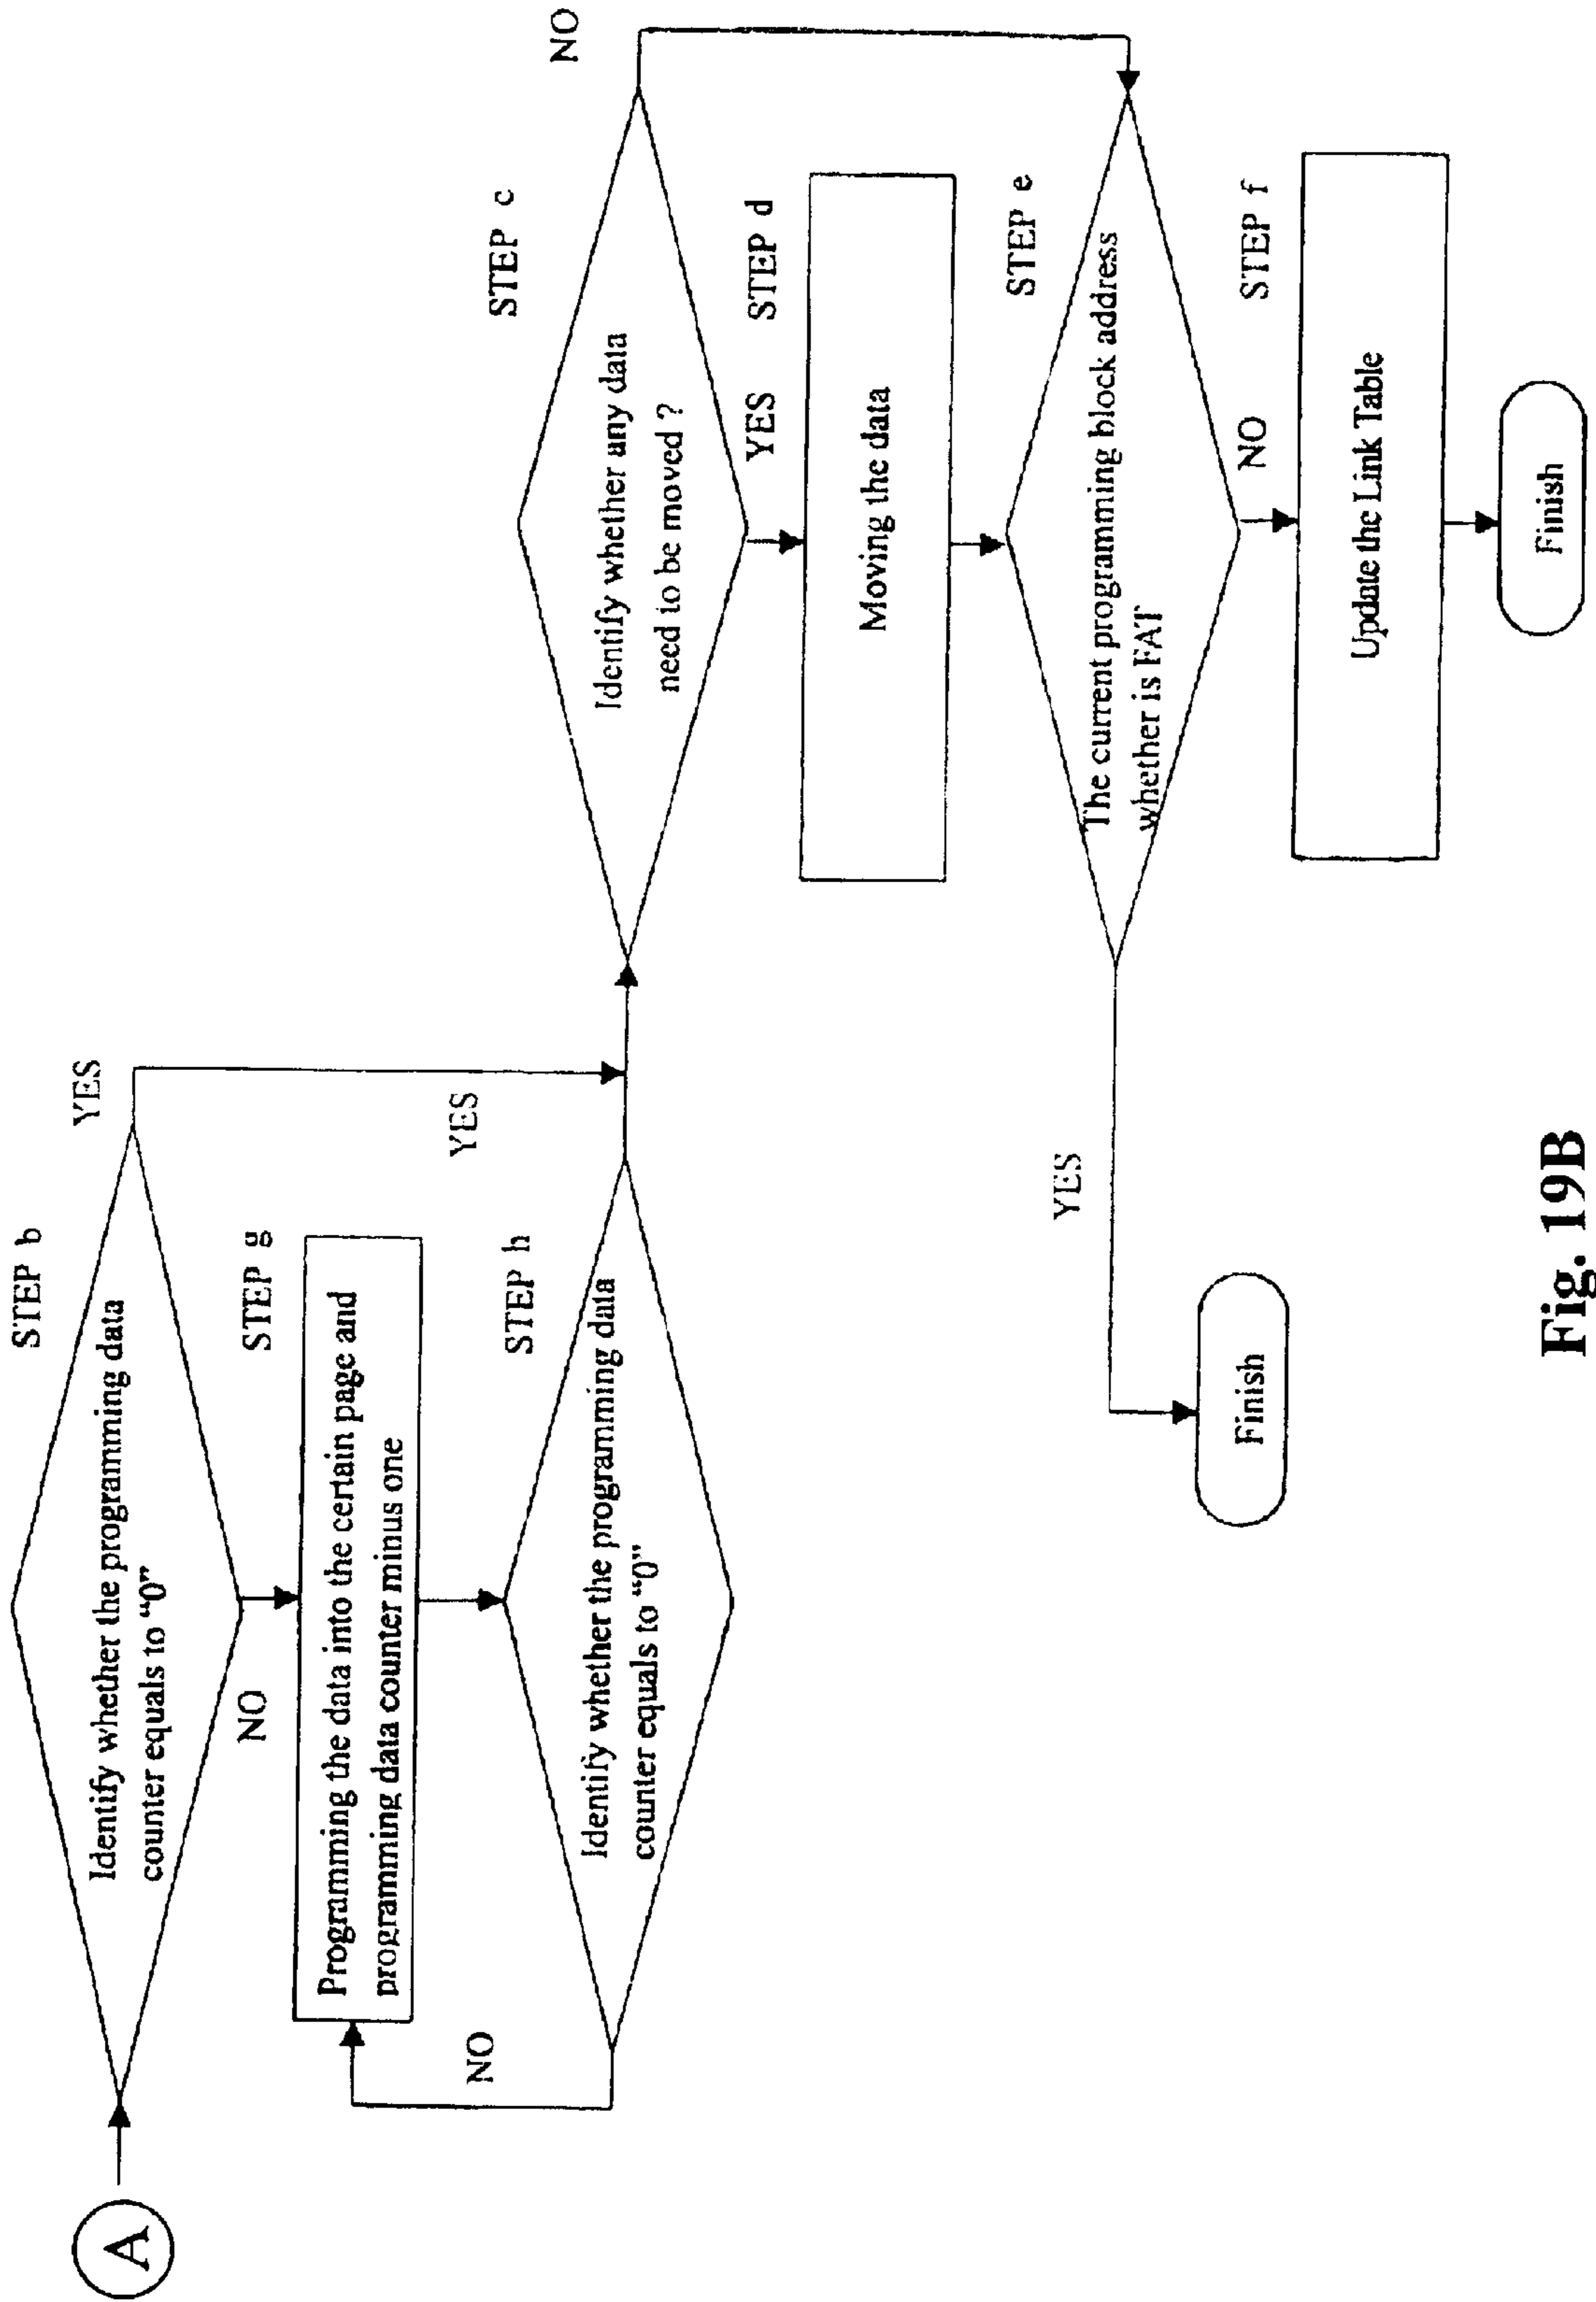 A
STEP b
Identify whether the programming data
counter equals to “0”
YES
NO
STEP g
Programming the data into the certain page and
programming data counter minus one
STEP h
Identify whether the programming data
counter equals to “0”
NO
YES
STEP c
Identify whether any data
need to be moved ?
NO
YES
STEP d
Moving the data
STEP e
The current programming block address
whether is FAT
YES
NO
STEP f
Update the Link Table
Finish
Finish
Fig. 19B